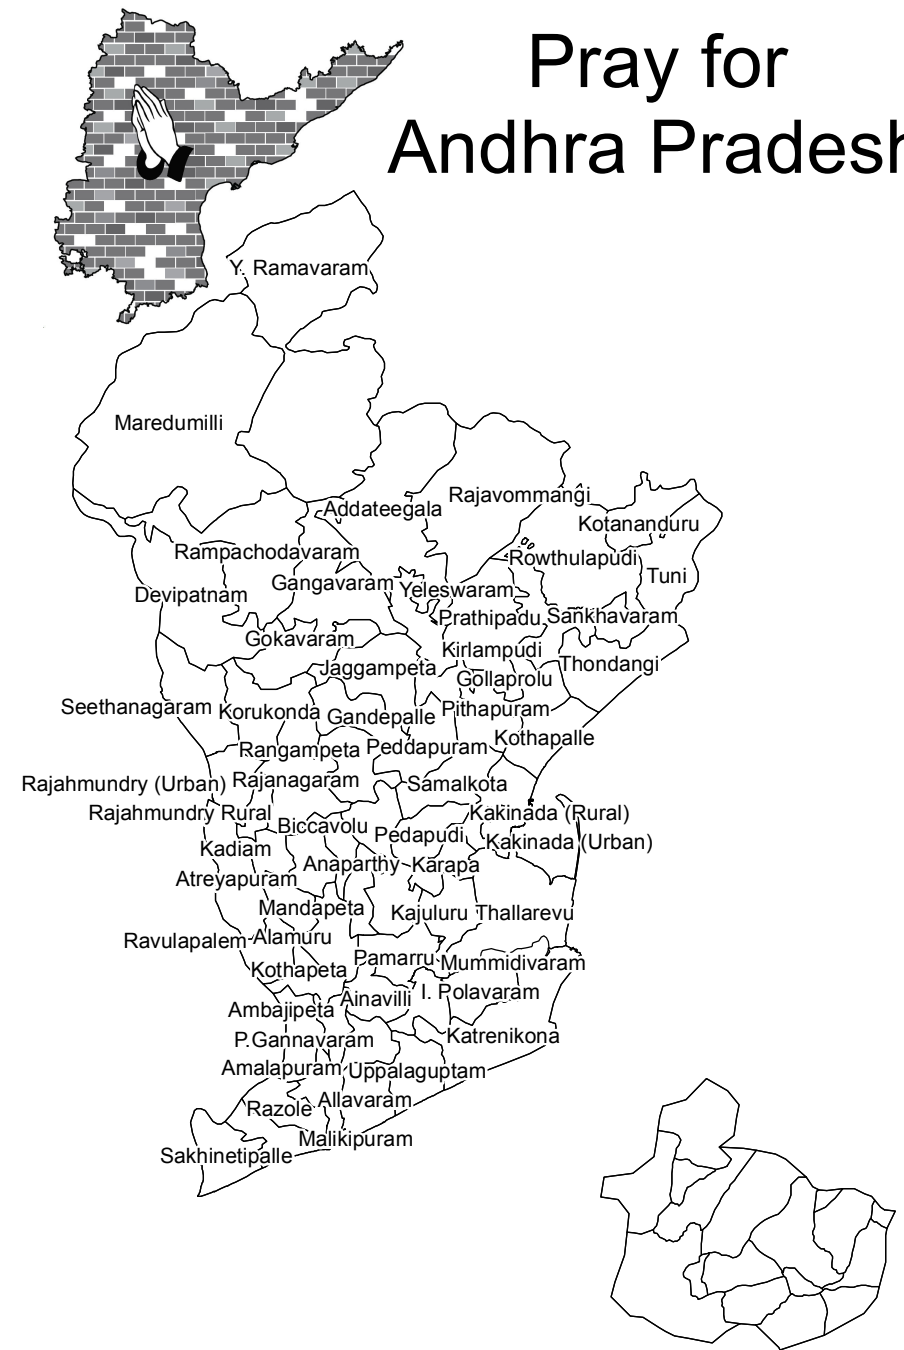 Pray for
Andhra Pradesh
Y. Ramavaram
Maredumilli
Rajavommangi
Addateegala
Kotananduru
Rampachodavaram
Rowthulapudi
Tuni
Gangavaram
Yeleswaram
Devipatnam
Prathipadu
Sankhavaram
Gokavaram
Kirlampudi
Thondangi
Jaggampeta
Gollaprolu
Seethanagaram
Korukonda
Gandepalle
Pithapuram
Kothapalle
Rangampeta
Peddapuram
Rajahmundry (Urban)
Rajanagaram
Samalkota
Rajahmundry Rural
Kakinada (Rural)
Biccavolu
Pedapudi
Kakinada (Urban)
Kadiam
Anaparthy
Karapa
Atreyapuram
Mandapeta
Kajuluru
Thallarevu
Ravulapalem
Alamuru
Pamarru
Mummidivaram
Kothapeta
I. Polavaram
Ainavilli
Ambajipeta
Katrenikona
P.Gannavaram
Amalapuram
Uppalaguptam
Allavaram
Razole
Malikipuram
Sakhinetipalle